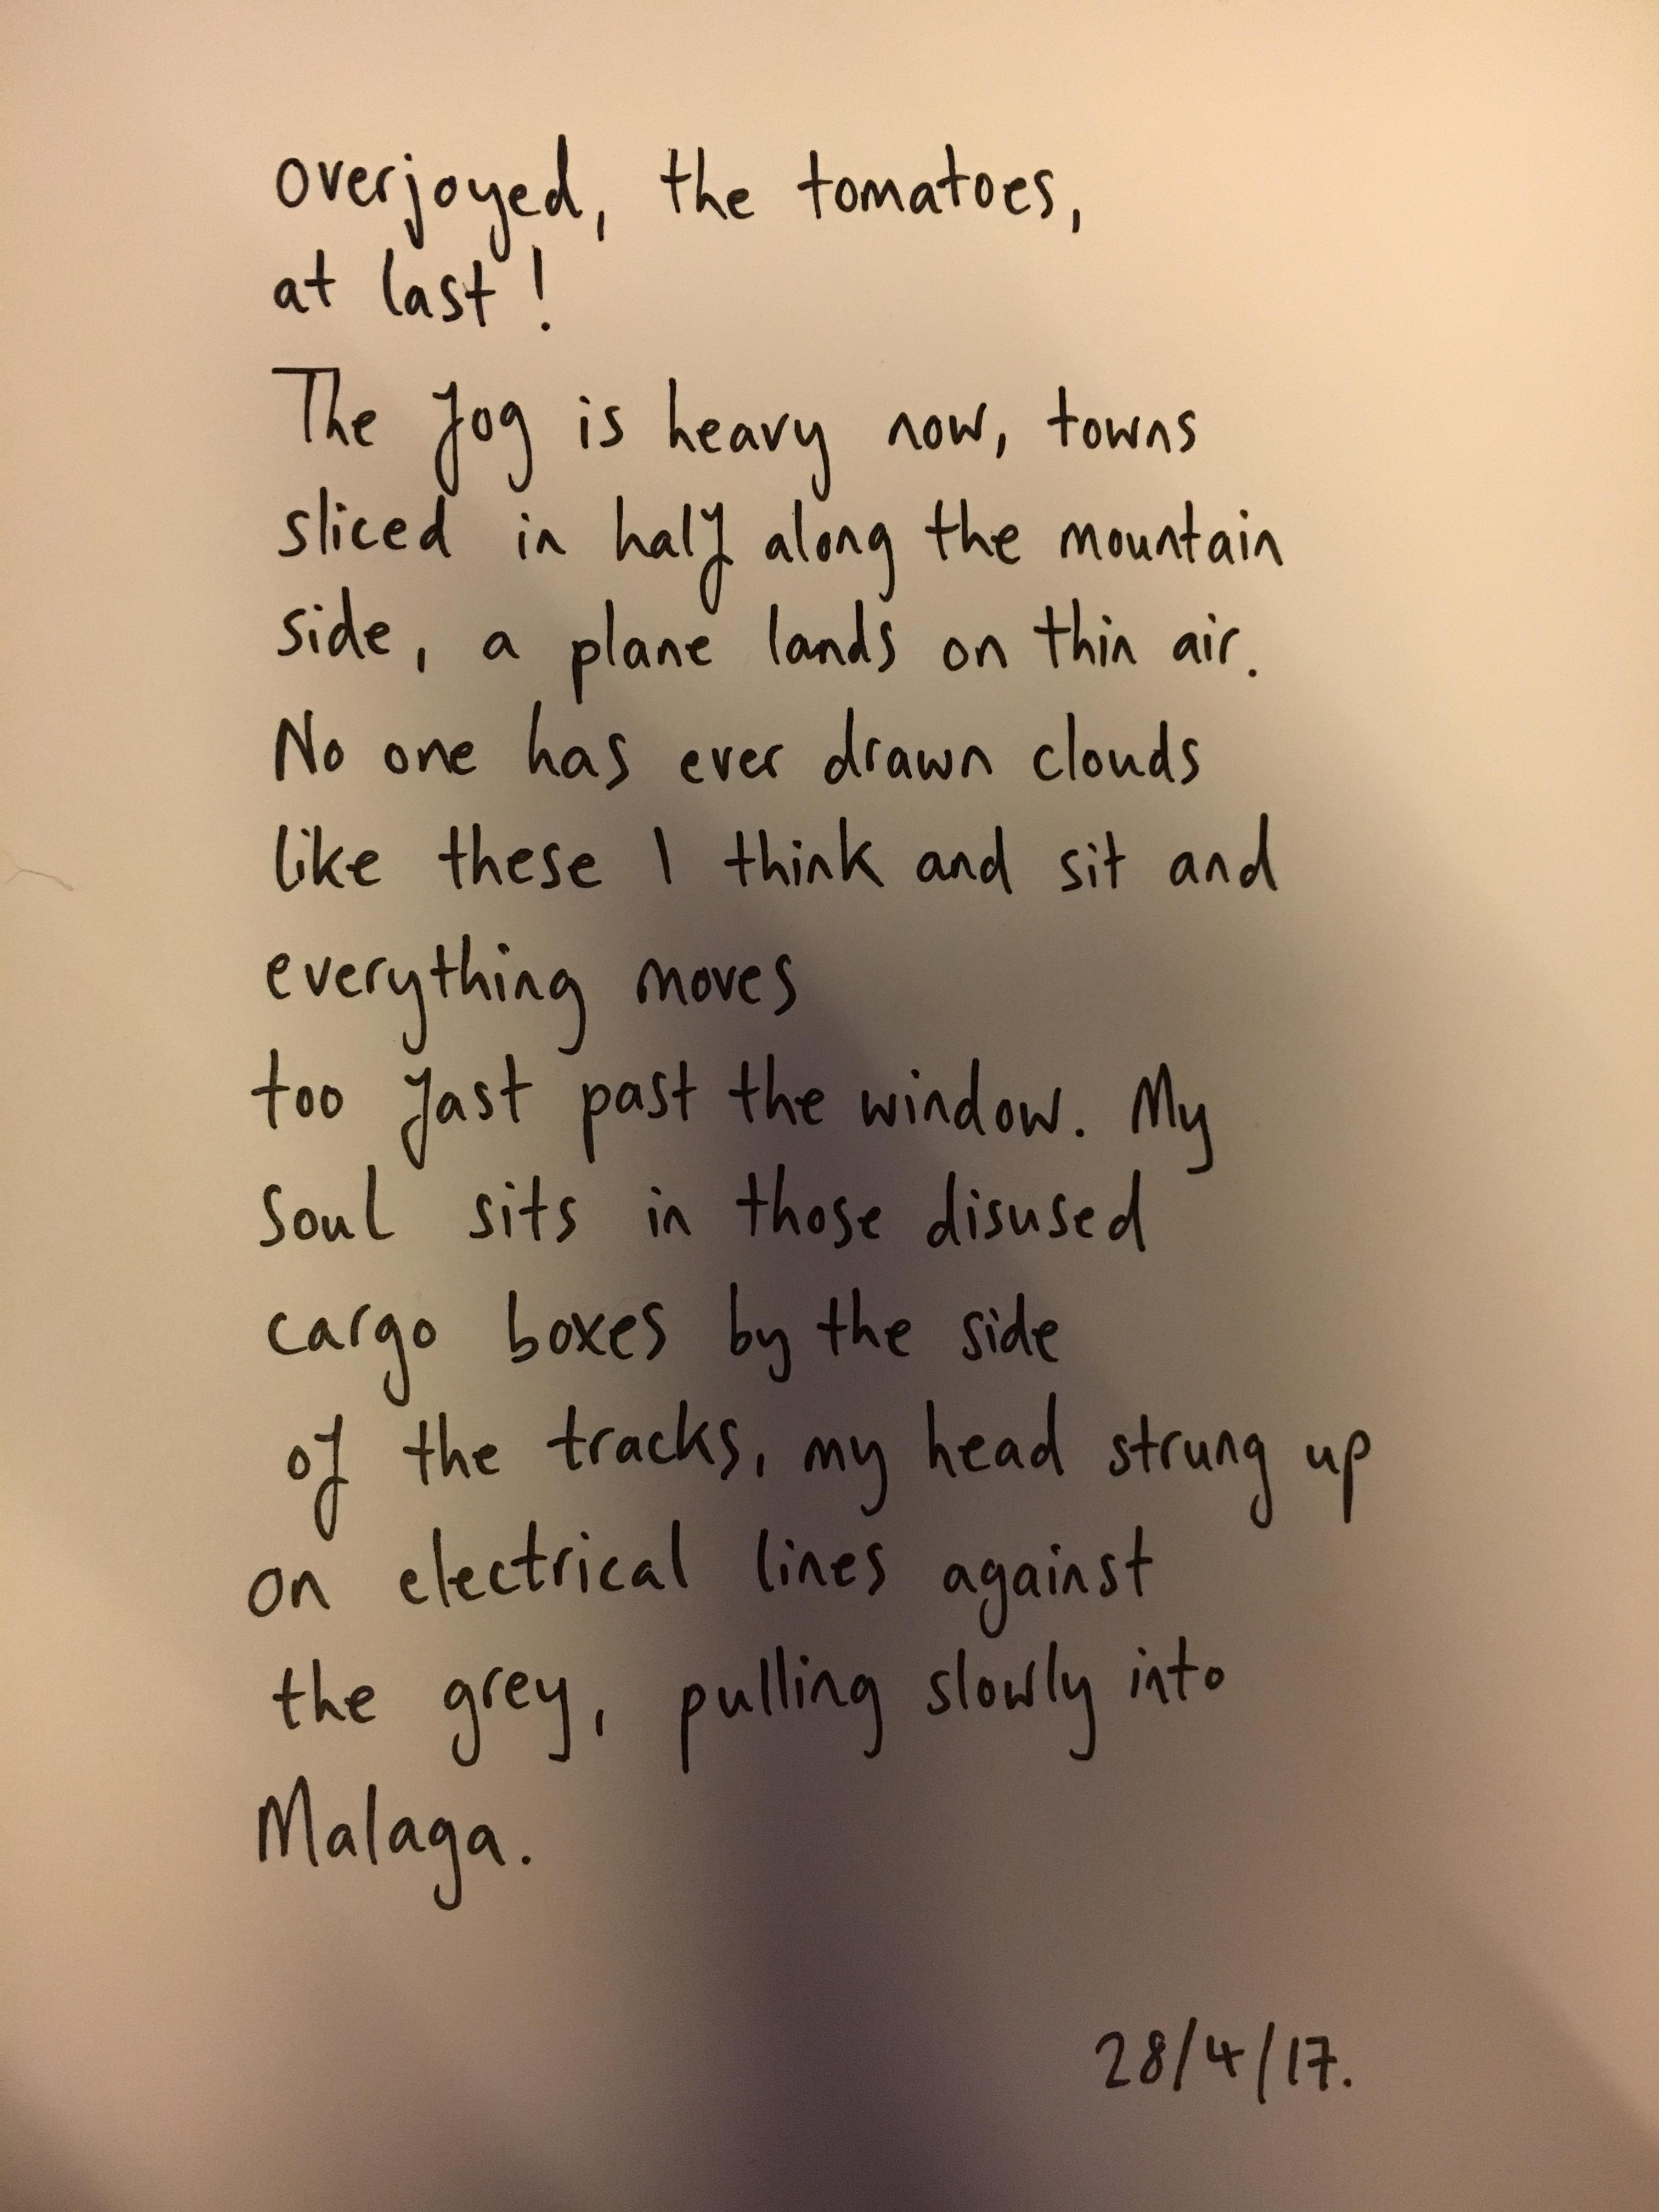 overjoyed, the tomatoes,
at last!
The fog is heavy now, towns
sliced in half along the mountain
side, a plane lands on thin air.
No one has ever drawn clouds
like these I think and sit and
everything moves
too fast past the window. My
soul sits in those disused
cargo boxes by the side
of the tracks, my head strung up
on electrical lines against
the grey, pulling slowly into
Malaga.
28/4/17.